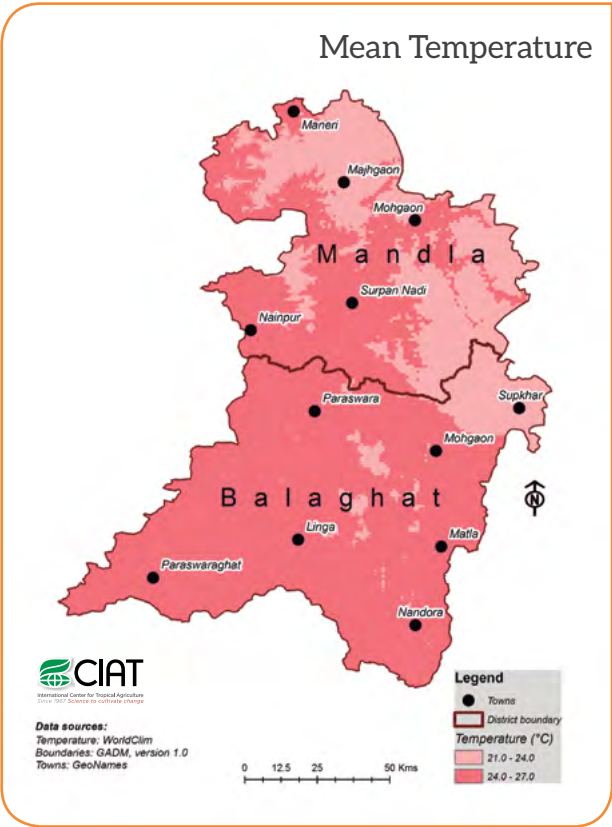 Mean Temperature
Maneri
Majhgaon
Mohgaon
Mandla
Surpan Nadi
Nainpur
Paraswara
Supkhar
Mohgaon
Balaghat
Linga
Matla
Paraswaraghat
Nandora
N
CIAT
International Center for Tropical Agriculture
Since 1967 Science to cultivate change
Data sources:
Temperature: WorldClim
Boundaries: GADM, version 1.0
Towns: GeoNames
0 12.5 25 50 Kms
Legend
Towns
District boundary
Temperature (°C)
21.0 - 24.0
24.0 - 27.0